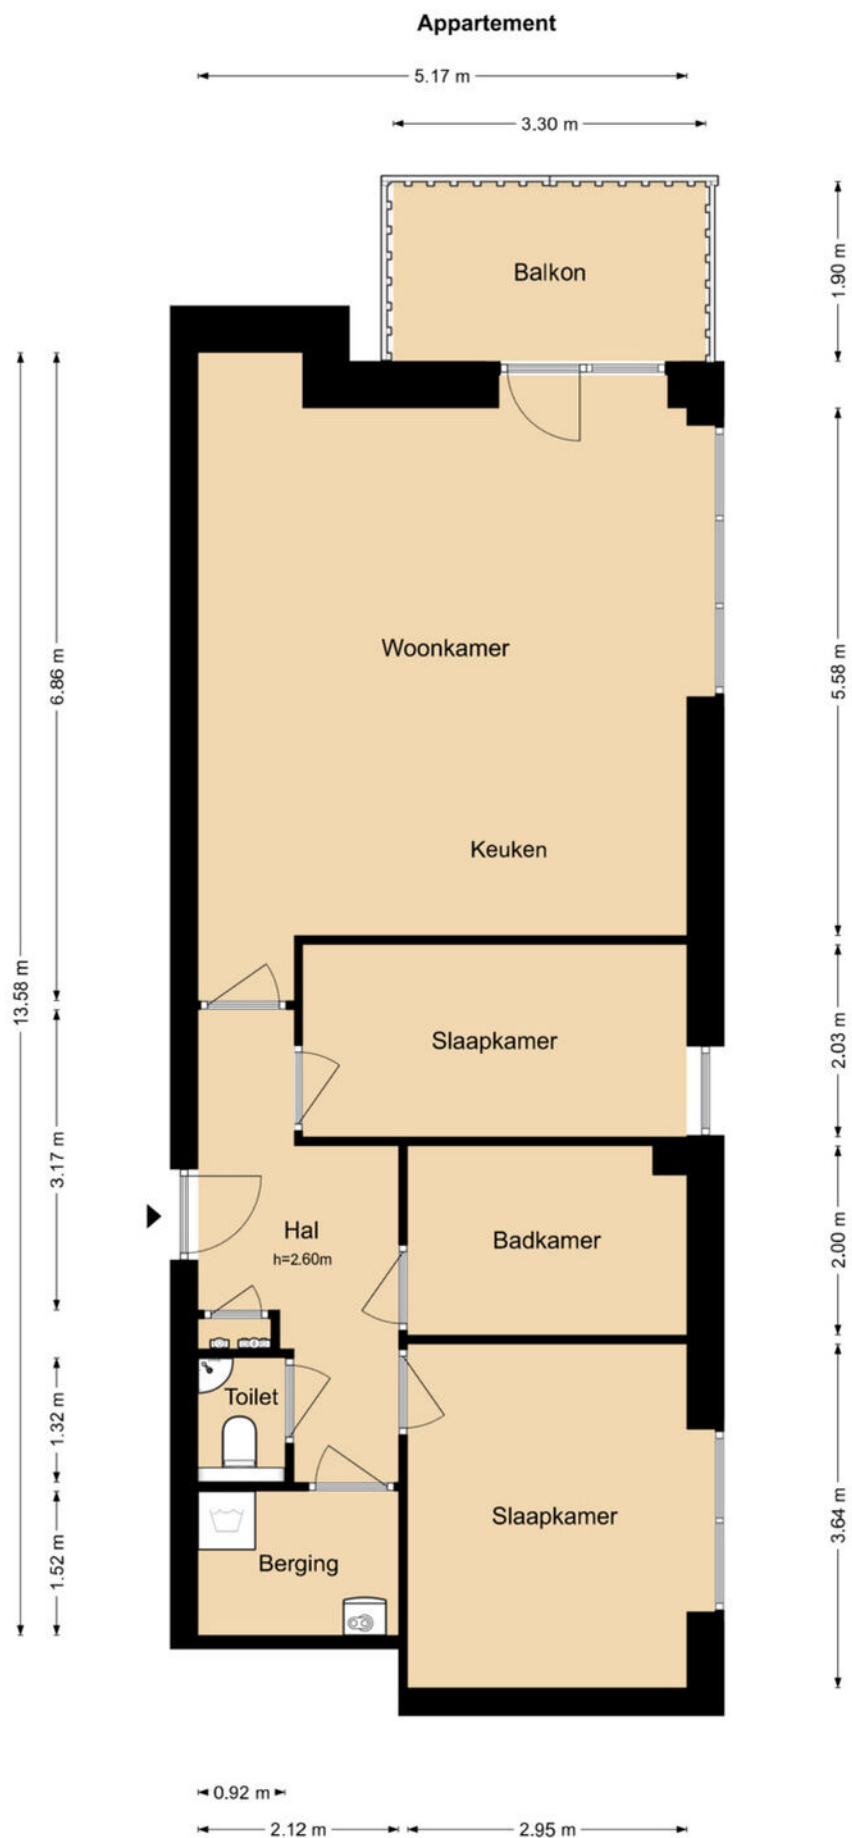 Appartement
5.17 m
3.30 m
Balkon
1.90 m
6.86 m
Woonkamer
5.58 m
Keuken
13.58 m
Slaapkamer
2.03 m
3.17 m
Hal
h=2.60m
Badkamer
2.00 m
Toilet
1.32 m
Slaapkamer
3.64 m
Berging
1.52 m
0.92 m
2.12 m
2.95 m